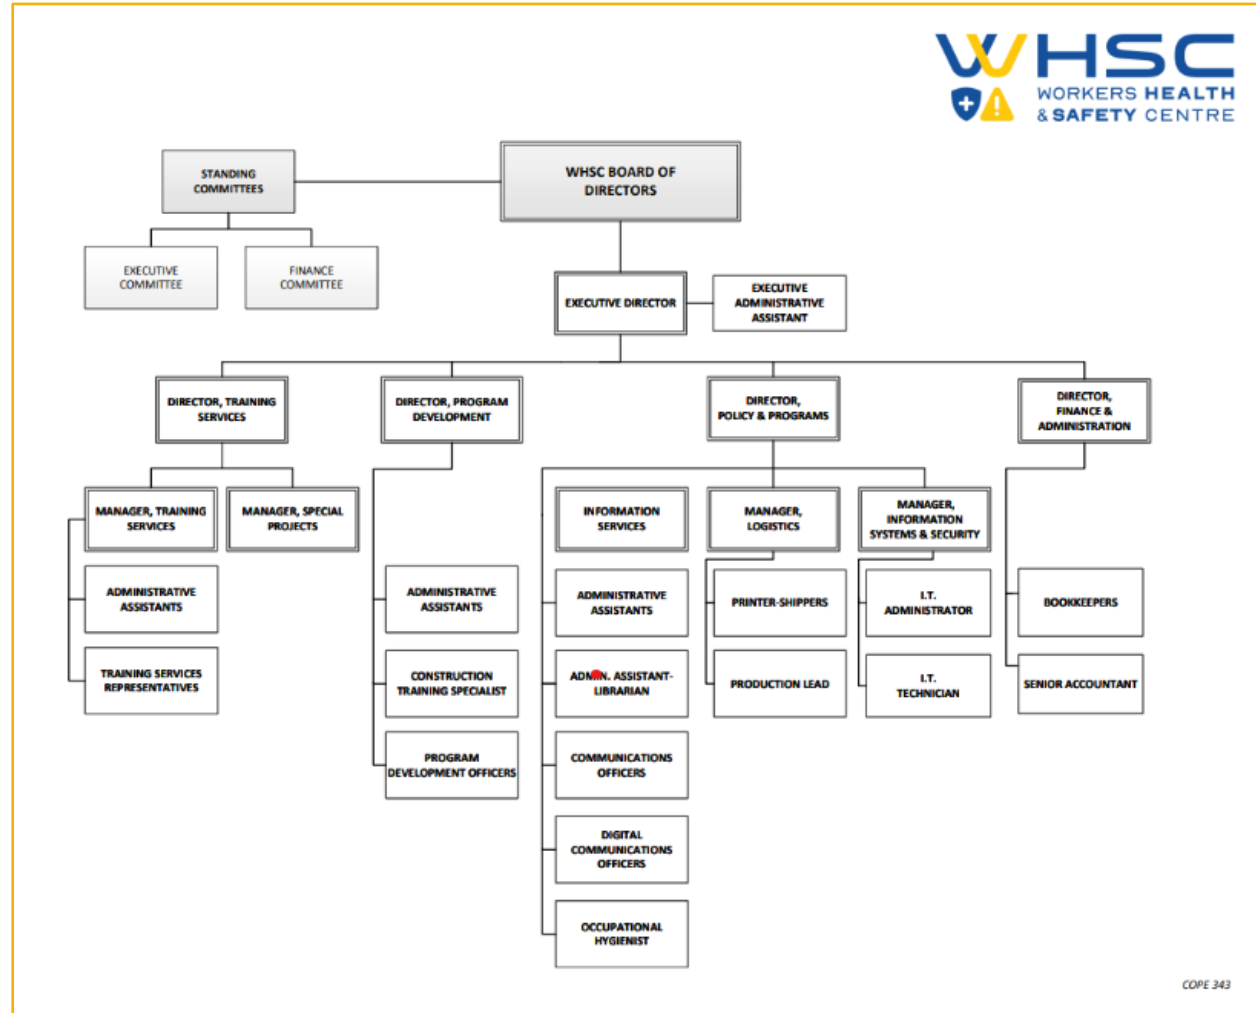 WHSC
WORKERS HEALTH
& SAFETY CENTRE
STANDING
COMMITTEES
WHSC BOARD OF
DIRECTORS
EXECUTIVE
COMMITTEE
FINANCE
COMMITTEE
EXECUTIVE DIRECTOR
EXECUTIVE
ADMINISTRATIVE
ASSISTANT
DIRECTOR, TRAINING
SERVICES
DIRECTOR, PROGRAM
DEVELOPMENT
DIRECTOR,
POLICY & PROGRAMS
DIRECTOR,
FINANCE &
ADMINISTRATION
MANAGER, TRAINING
SERVICES
MANAGER, SPECIAL
PROJECTS
INFORMATION
SERVICES
MANAGER,
LOGISTICS
MANAGER,
INFORMATION
SYSTEMS & SECURITY
ADMINISTRATIVE
ASSISTANTS
ADMINISTRATIVE
ASSISTANTS
ADMINISTRATIVE
ASSISTANTS
PRINTER-SHIPPERS
I.T.
ADMINISTRATOR
BOOKKEEPERS
TRAINING SERVICES
REPRESENTATIVES
CONSTRUCTION
TRAINING SPECIALIST
ADMIN. ASSISTANT-
LIBRARIAN
PRODUCTION LEAD
I.T.
TECHNICIAN
SENIOR ACCOUNTANT
PROGRAM
DEVELOPMENT OFFICERS
COMMUNICATIONS
OFFICERS
DIGITAL
COMMUNICATIONS
OFFICERS
OCCUPATIONAL
HYGIENIST
COPE 343